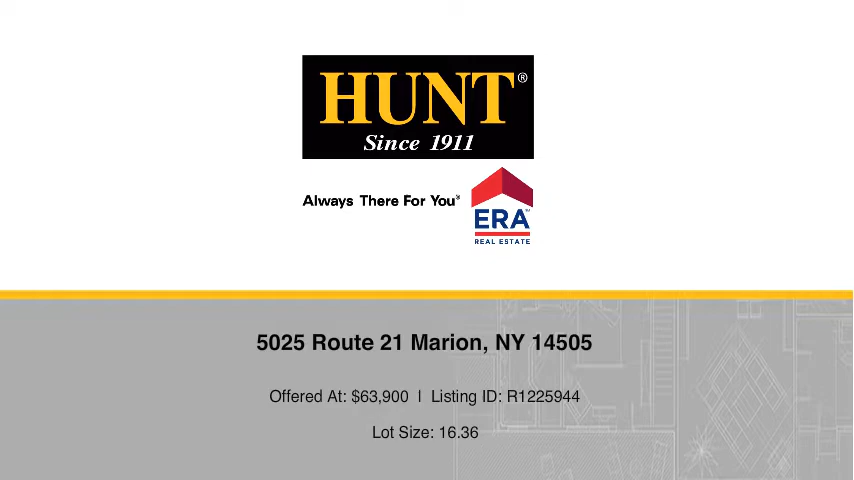 HUNT®
Since 1911
Always There For You®
ERA™
REAL ESTATE
5025 Route 21 Marion, NY 14505
Offered At: $63,900 | Listing ID: R1225944
Lot Size: 16.36